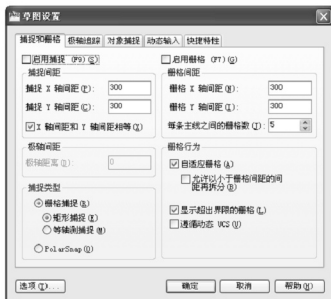 草图设置
捕捉和栅格 极轴追踪 对象捕捉 动态输入 快捷特性
启用捕捉 (F9)(S)
启用栅格 (F7)(G)
捕捉间距
捕捉 X 轴间距(P): 300
捕捉 Y 轴间距(C): 300
X 轴间距和 Y 轴间距相等(X)
栅格间距
栅格 X 轴间距(N): 300
栅格 Y 轴间距(I): 300
每条主线之间的栅格数(J): 5
极轴间距
极轴距离(D): 0
捕捉类型
栅格捕捉(R)
矩形捕捉(E)
等轴测捕捉(M)
PolarSnap(O)
栅格行为
自适应栅格(A)
允许以小于栅格间距的间
距再拆分(B)
显示超出界限的栅格(L)
遵循动态 UCS(U)
选项(T)...
确定
取消
帮助(H)